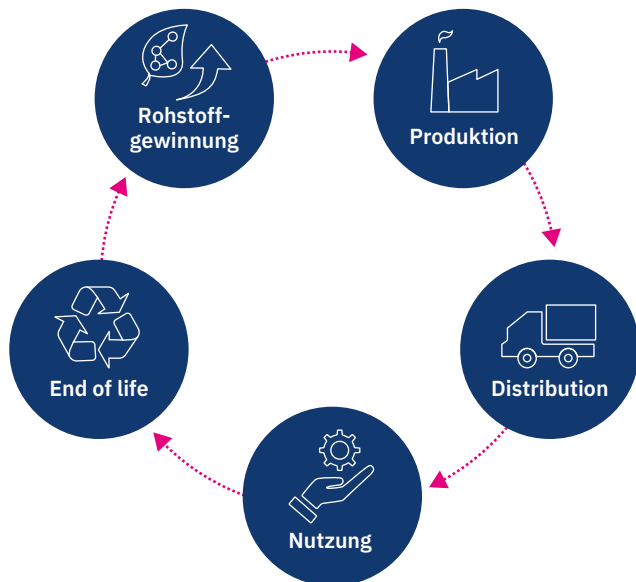 Rohstoff-
gewinnung
Produktion
Distribution
Nutzung
End of life